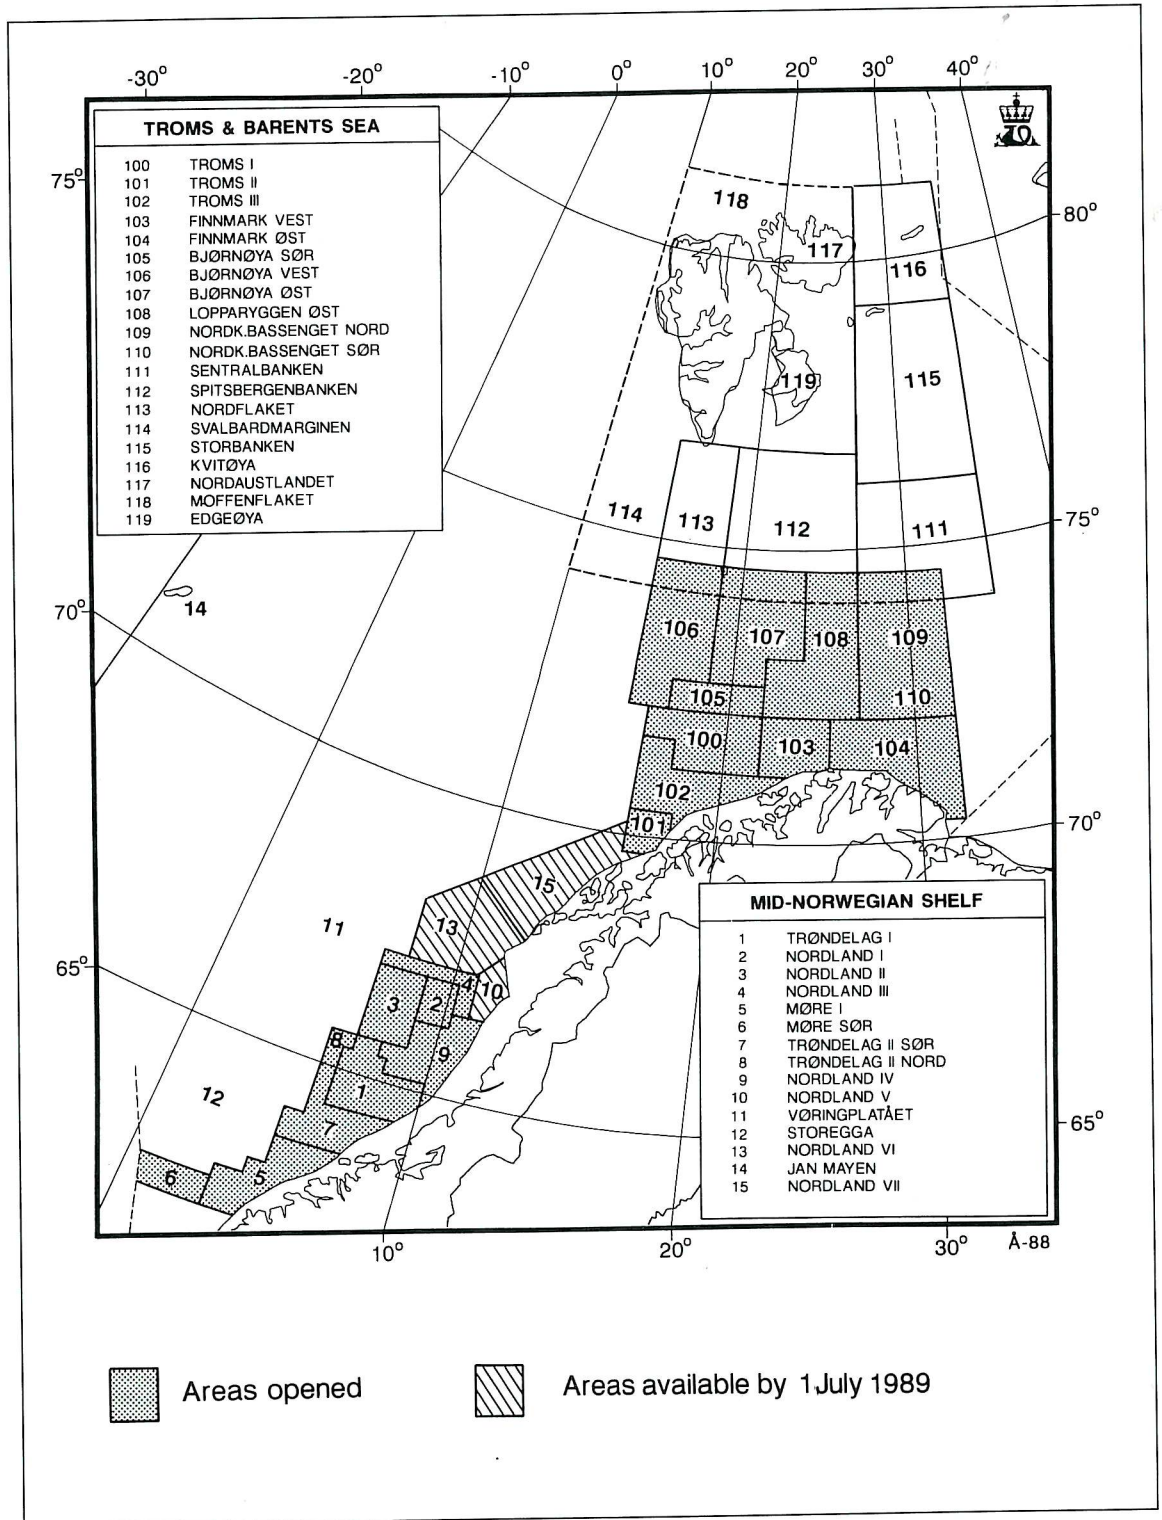 -30° -20° -10° 0° 10° 20° 30° 40°
TROMS & BARENTS SEA
100 TROMS I
101 TROMS II
102 TROMS III
103 FINNMARK VEST
104 FINNMARK ØST
105 BJØRNØYA SØR
106 BJØRNØYA VEST
107 BJØRNØYA ØST
108 LOPPARYGGEN ØST
109 NORDK.BASSENGET NORD
110 NORDK.BASSENGET SØR
111 SENTRALBANKEN
112 SPITSBERGENBANKEN
113 NORDFLAKET
114 SVALBARDMARGINEN
115 STORBANKEN
116 KVITØYA
117 NORDAUSTLANDET
118 MOFFENFLAKET
119 EDGEØYA
75°
80°
118
117
116
119
115
114 113 112 111
75°
70°
14
106 107 108 109
105 110
100 103 104
102
101
70°
15
11 13
65°
4 10
3 2
8 9
12 1
7
6 5
65°
MID-NORWEGIAN SHELF
1 TRØNDELAG I
2 NORDLAND I
3 NORDLAND II
4 NORDLAND III
5 MØRE I
6 MØRE SØR
7 TRØNDELAG II SØR
8 TRØNDELAG II NORD
9 NORDLAND IV
10 NORDLAND V
11 VØRINGPLATÅET
12 STOREGGA
13 NORDLAND VI
14 JAN MAYEN
15 NORDLAND VII
10° 20° 30° Å-88
Areas opened
Areas available by 1 July 1989